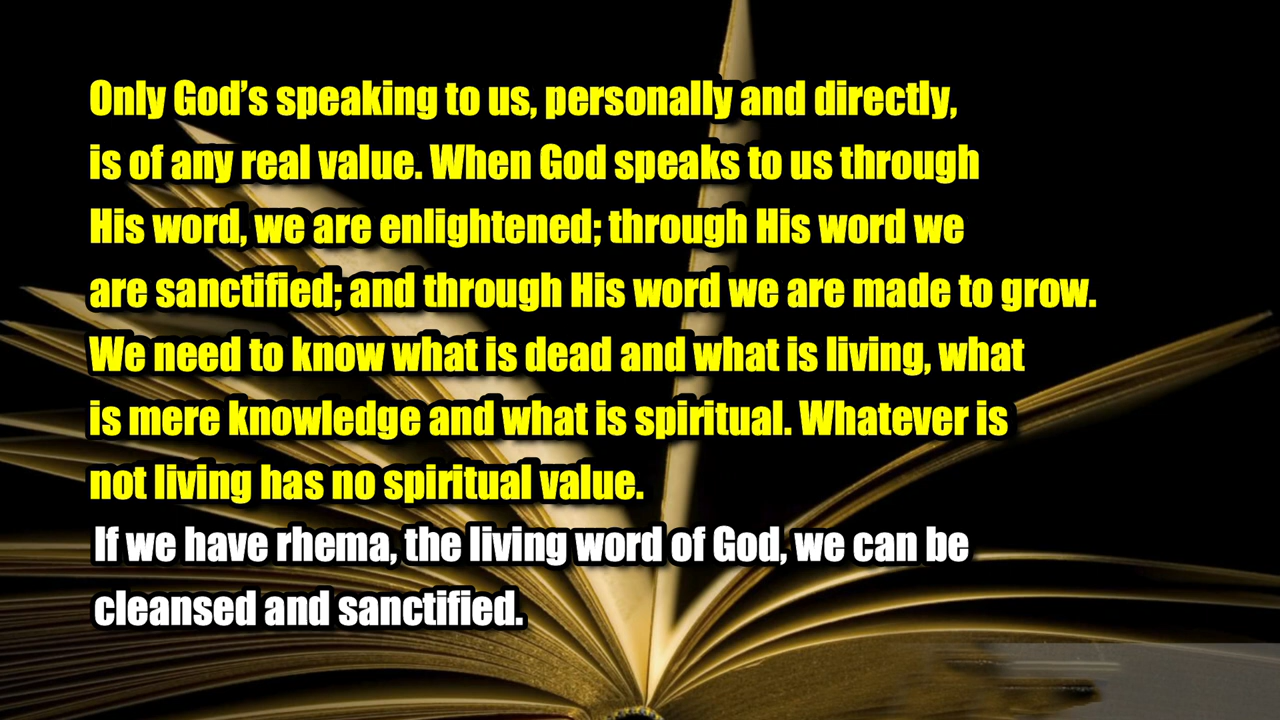 Only God’s speaking to us, personally and directly,
is of any real value. When God speaks to us through
His word, we are enlightened; through His word we
are sanctified; and through His word we are made to grow.
We need to know what is dead and what is living, what
is mere knowledge and what is spiritual. Whatever is
not living has no spiritual value.
If we have rhema, the living word of God, we can be
cleansed and sanctified.